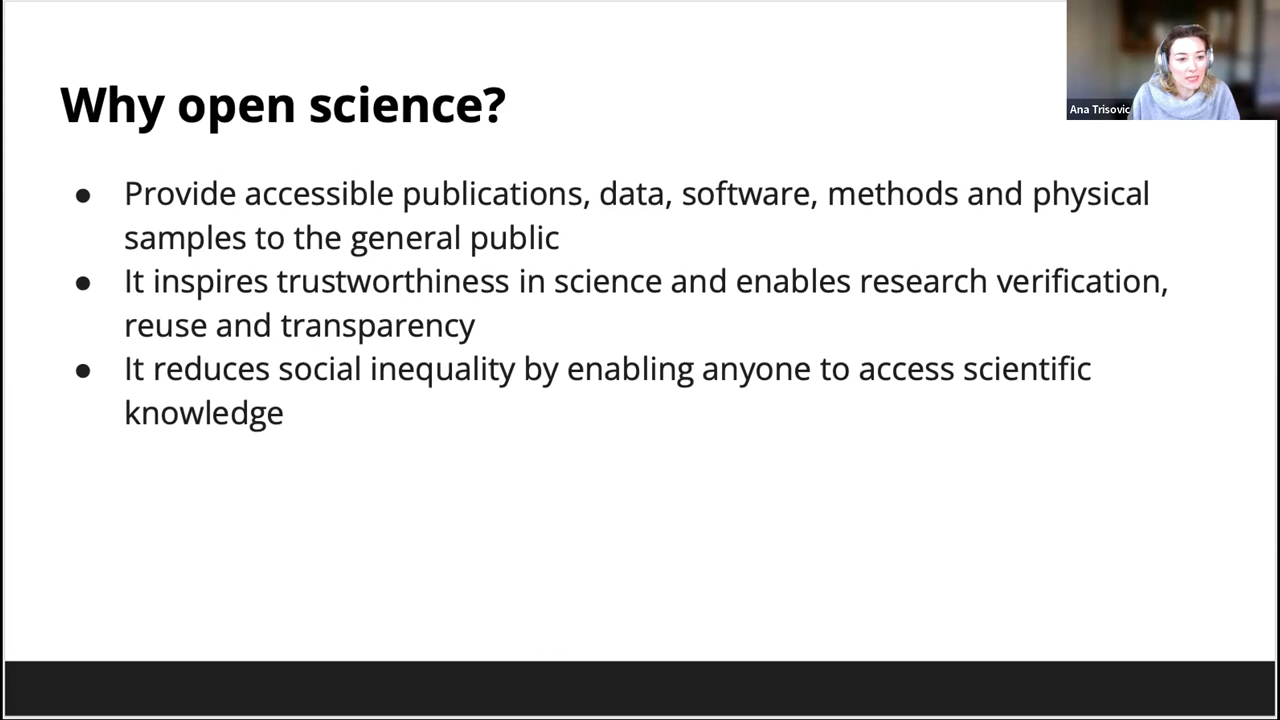 Why open science?
Ana Trisovic
● Provide accessible publications, data, software, methods and physical
samples to the general public
● It inspires trustworthiness in science and enables research verification,
reuse and transparency
● It reduces social inequality by enabling anyone to access scientific
knowledge